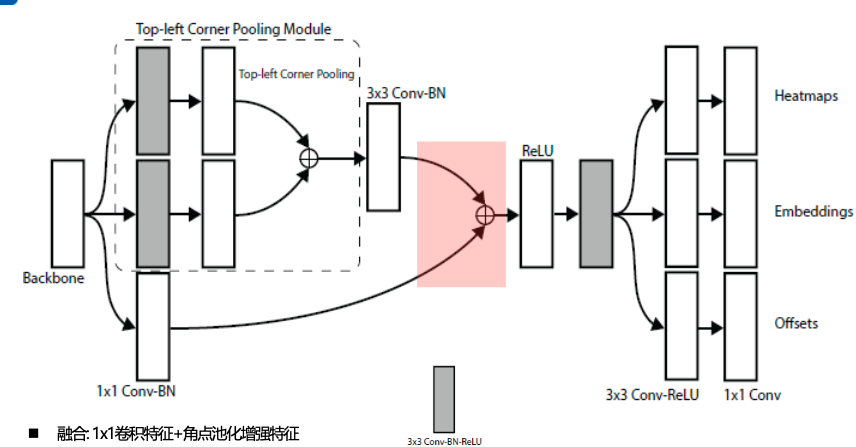 Top-left Corner Pooling Module
Top-left Corner Pooling
3x3 Conv-BN
Heatmaps
ReLU
Embeddings
Backbone
Offsets
1x1 Conv-BN
3x3 Conv-ReLU
1x1 Conv
融合: 1x1卷积特征+角点池化增强特征
3x3 Conv-BN-ReLU